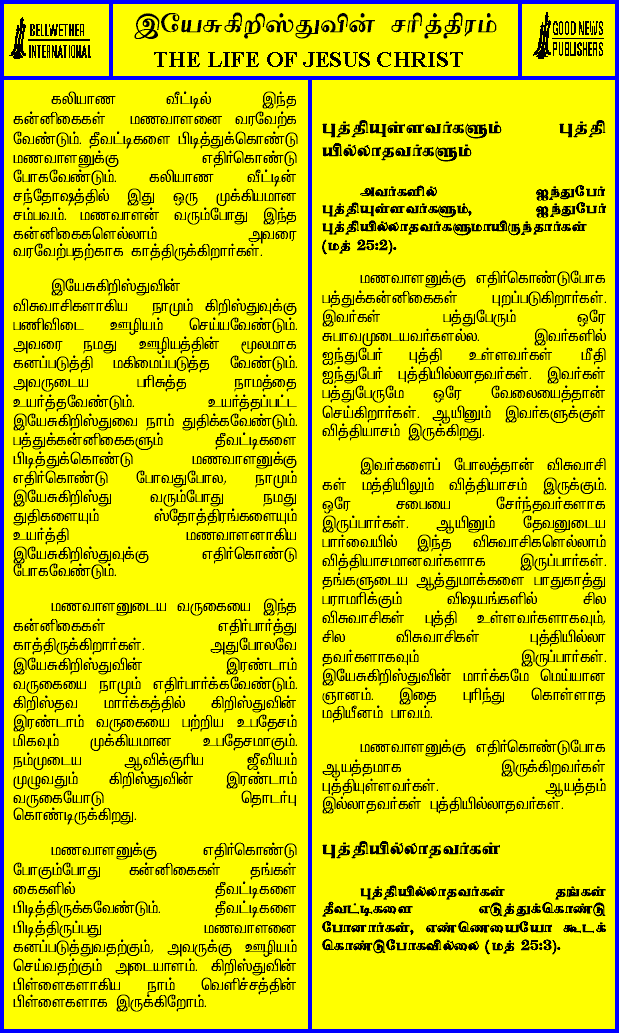 BELLWETHER
INTERNATIONAL
இயேசுகிறிஸ்துவின் சரித்திரம்
THE LIFE OF JESUS CHRIST
GOOD NEWS
PUBLISHERS
கலியாண வீட்டில் இந்த
கன்னிகைகள் மணவாளனை வரவேற்க
வேண்டும். தீவட்டிகளை பிடித்துக்கொண்டு
மணவாளனுக்கு எதிர்கொண்டு
போகவேண்டும். கலியாண வீட்டின்
சந்தோஷத்தில் இது ஒரு முக்கியமான
சம்பவம். மணவாளன் வரும்போது இந்த
கன்னிகைகளெல்லாம் அவரை
வரவேற்பதற்காக காத்திருக்கிறார்கள்.
இயேசுகிறிஸ்துவின்
விசுவாசிகளாகிய நாமும் கிறிஸ்துவுக்கு
பணிவிடை ஊழியம் செய்யவேண்டும்.
அவரை நமது ஊழியத்தின் மூலமாக
கனப்படுத்தி மகிமைப்படுத்த வேண்டும்.
அவருடைய பரிசுத்த நாமத்தை
உயர்த்தவேண்டும். உயர்த்தப்பட்ட
இயேசுகிறிஸ்துவை நாம் துதிக்கவேண்டும்.
பத்துக்கன்னிகைகளும் தீவட்டிகளை
பிடித்துக்கொண்டு மணவாளனுக்கு
எதிர்கொண்டு போவதுபோல, நாமும்
இயேசுகிறிஸ்து வரும்போது நமது
துதிகளையும் ஸ்தோத்திரங்களையும்
உயர்த்தி மணவாளனாகிய
இயேசுகிறிஸ்துவுக்கு எதிர்கொண்டு
போகவேண்டும்.
மணவாளனுடைய வருகையை இந்த
கன்னிகைகள் எதிர்பார்த்து
காத்திருக்கிறார்கள். அதுபோலவே
இயேசுகிறிஸ்துவின் இரண்டாம்
வருகையை நாமும் எதிர்பார்க்கவேண்டும்.
கிறிஸ்தவ மார்க்கத்தில் கிறிஸ்துவின்
இரண்டாம் வருகையை பற்றிய உபதேசம்
மிகவும் முக்கியமான உபதேசமாகும்.
நம்முடைய ஆவிக்குரிய ஜீவியம்
முழுவதும் கிறிஸ்துவின் இரண்டாம்
வருகையோடு தொடர்பு
கொண்டிருக்கிறது.
மணவாளனுக்கு எதிர்கொண்டு
போகும்போது கன்னிகைகள் தங்கள்
கைகளில் தீவட்டிகளை
பிடித்திருக்கவேண்டும். தீவட்டிகளை
பிடித்திருப்பது மணவாளனை
கனப்படுத்துவதற்கும், அவருக்கு ஊழியம்
செய்வதற்கும் அடையாளம். கிறிஸ்துவின்
பிள்ளைகளாகிய நாம் வெளிச்சத்தின்
பிள்ளைகளாக இருக்கிறோம்.
புத்தியுள்ளவர்களும் புத்தி
யில்லாதவர்களும்
அவர்களில் ஐந்துபேர்
புத்தியுள்ளவர்களும், ஐந்துபேர்
புத்தியில்லாதவர்களுமாயிருந்தார்கள்
(மத் 25:2).
மணவாளனுக்கு எதிர்கொண்டுபோக
பத்துக்கன்னிகைகள் புறப்படுகிறார்கள்.
இவர்கள் பத்துபேரும் ஒரே
சுபாவமுடையவர்களல்ல. இவர்களில்
ஐந்துபேர் புத்தி உள்ளவர்கள் மீதி
ஐந்துபேர் புத்தியில்லாதவர்கள். இவர்கள்
பத்துபேருமே ஒரே வேலையைத்தான்
செய்கிறார்கள். ஆயினும் இவர்களுக்குள்
வித்தியாசம் இருக்கிறது.
இவர்களைப் போலத்தான் விசுவாசி
கள் மத்தியிலும் வித்தியாசம் இருக்கும்.
ஒரே சபையை சேர்ந்தவர்களாக
இருப்பார்கள். ஆயினும் தேவனுடைய
பார்வையில் இந்த விசுவாசிகளெல்லாம்
வித்தியாசமானவர்களாக இருப்பார்கள்.
தங்களுடைய ஆத்துமாக்களை பாதுகாத்து
பராமரிக்கும் விஷயங்களில் சில
விசுவாசிகள் புத்தி உள்ளவர்களாகவும்,
சில விசுவாசிகள் புத்தியில்லா
தவர்களாகவும் இருப்பார்கள்.
இயேசுகிறிஸ்துவின் மார்க்கமே மெய்யான
ஞானம். இதை புரிந்து கொள்ளாத
மதியீனம் பாவம்.
மணவாளனுக்கு எதிர்கொண்டுபோக
ஆயத்தமாக இருக்கிறவர்கள்
புத்தியுள்ளவர்கள். ஆயத்தம்
இல்லாதவர்கள் புத்தியில்லாதவர்கள்.
புத்தியில்லாதவர்கள்
புத்தியில்லாதவர்கள் தங்கள்
தீவட்டிகளை எடுத்துக்கொண்டு
போனார்கள், எண்ணெயையோ கூடக்
கொண்டுபோகவில்லை (மத் 25:3).